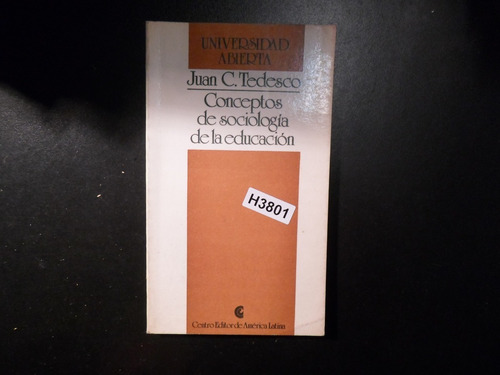 UNIVERSIDAD
ABIERTA
Juan C. Tedesco
Conceptos
de sociología
de la educación
H3801
Centro Editor de América Latina